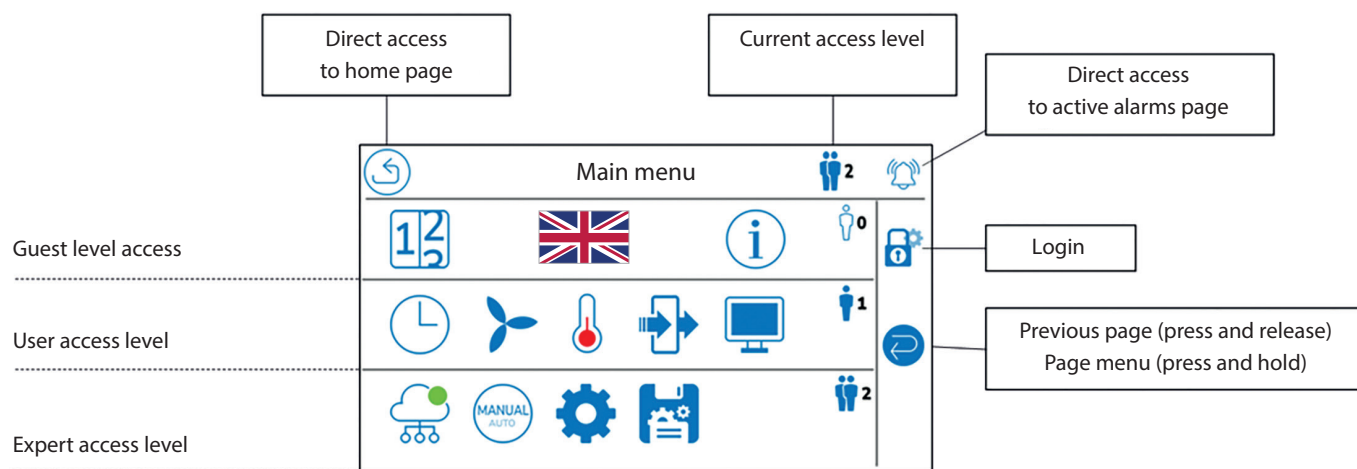 Direct access
to home page
Current access level
Direct access
to active alarms page
Main menu
2
12
3
i
0
Guest level access
Login
1
User access level
Previous page (press and release)
Page menu (press and hold)
MANUAL
AUTO
2
Expert access level